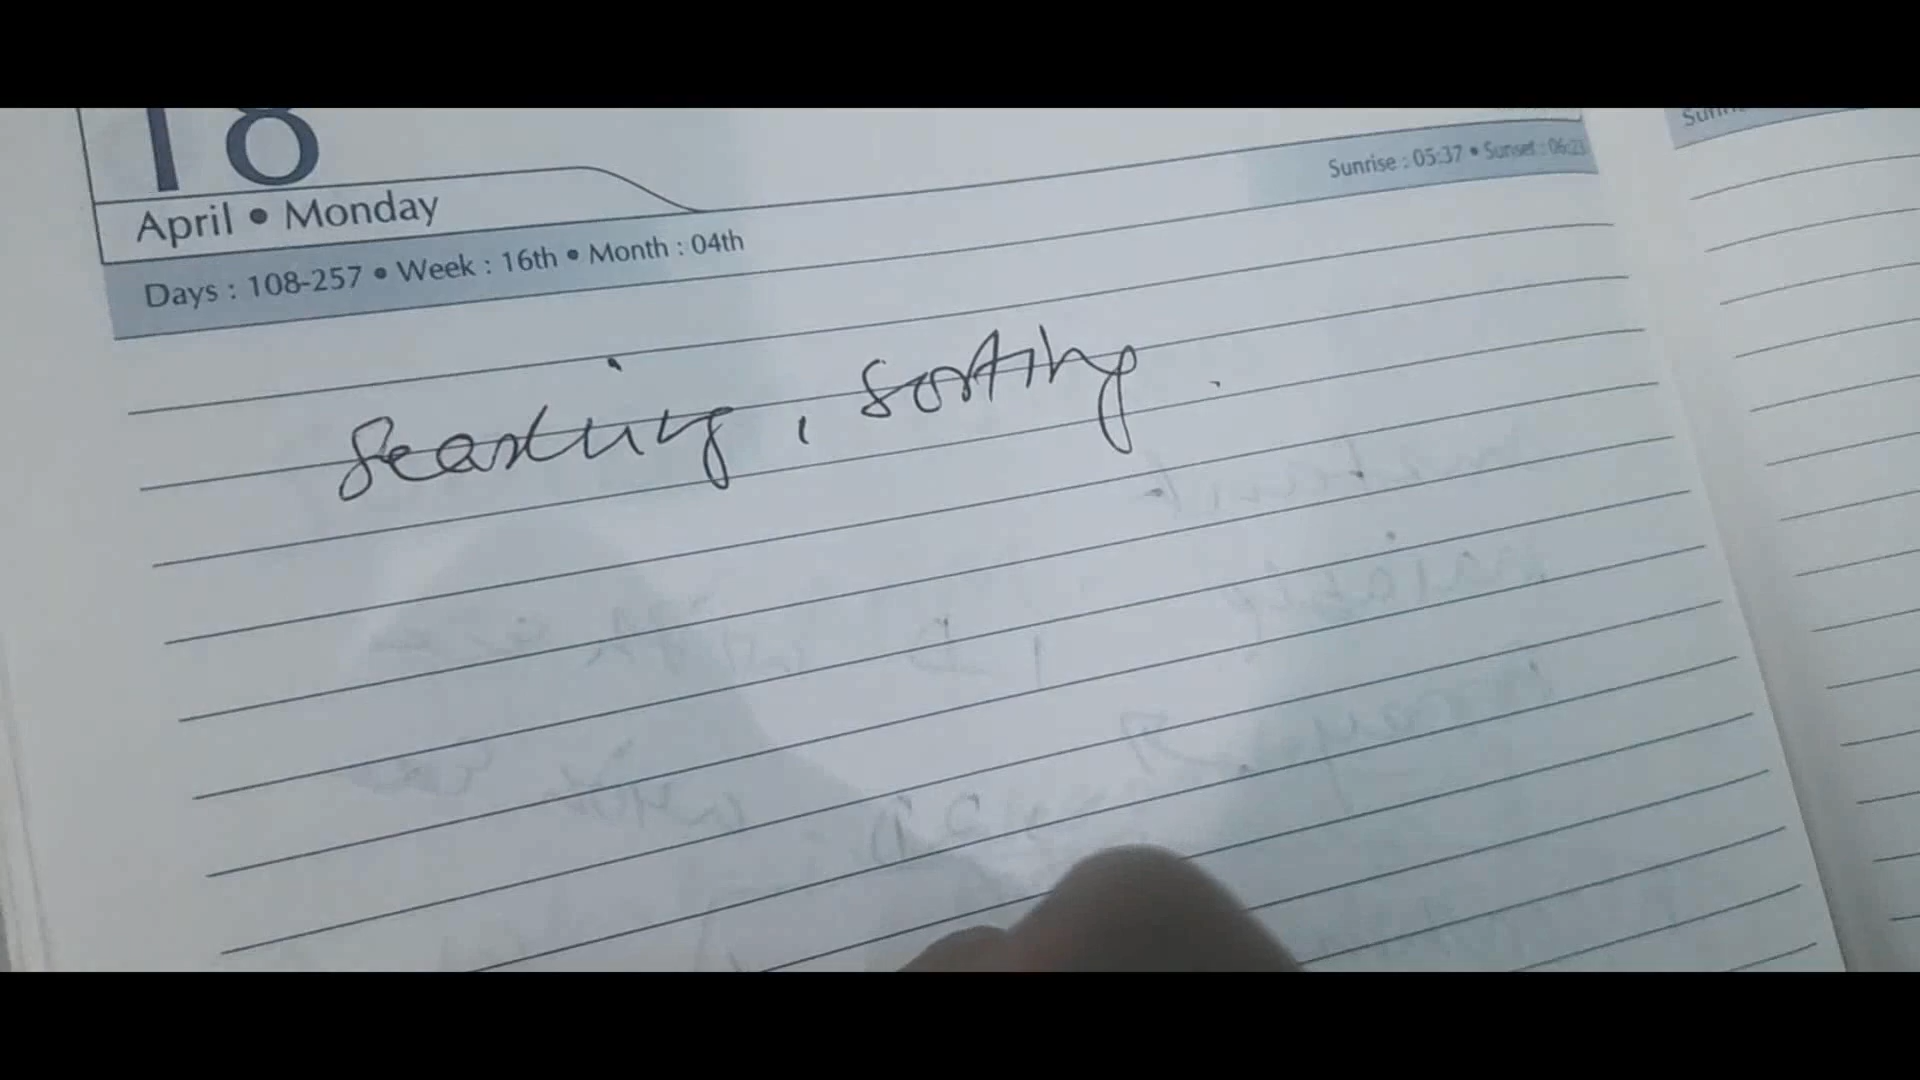 18
Sunrise : 05:37 • Sunset : 06:23
April • Monday
Days : 108-257 • Week : 16th • Month : 04th
Searching, Sorting.